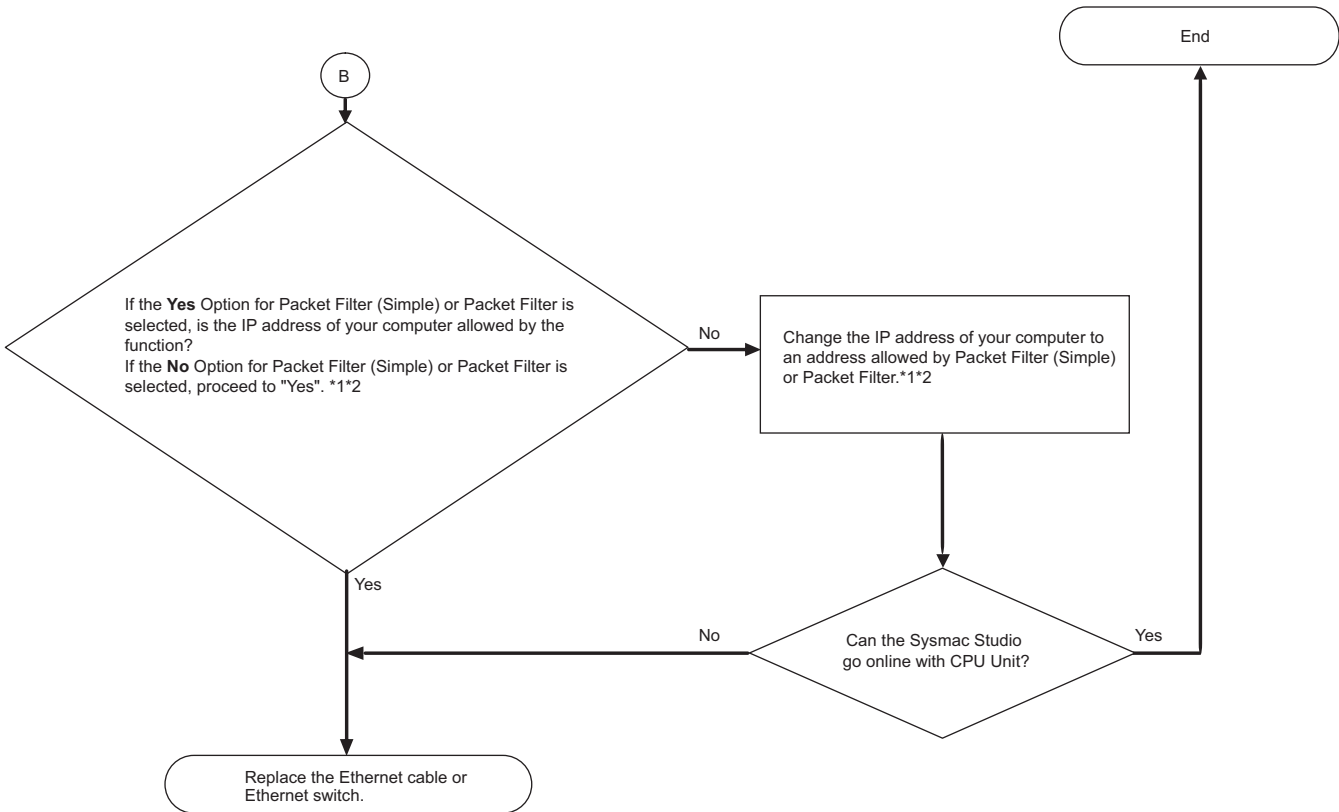 End
B
If the Yes Option for Packet Filter (Simple) or Packet Filter is
selected, is the IP address of your computer allowed by the
function?
If the No Option for Packet Filter (Simple) or Packet Filter is
selected, proceed to "Yes". *1*2
No
Change the IP address of your computer to
an address allowed by Packet Filter (Simple)
or Packet Filter.*1*2
Yes
No
Can the Sysmac Studio
go online with CPU Unit?
Yes
Replace the Ethernet cable or
Ethernet switch.